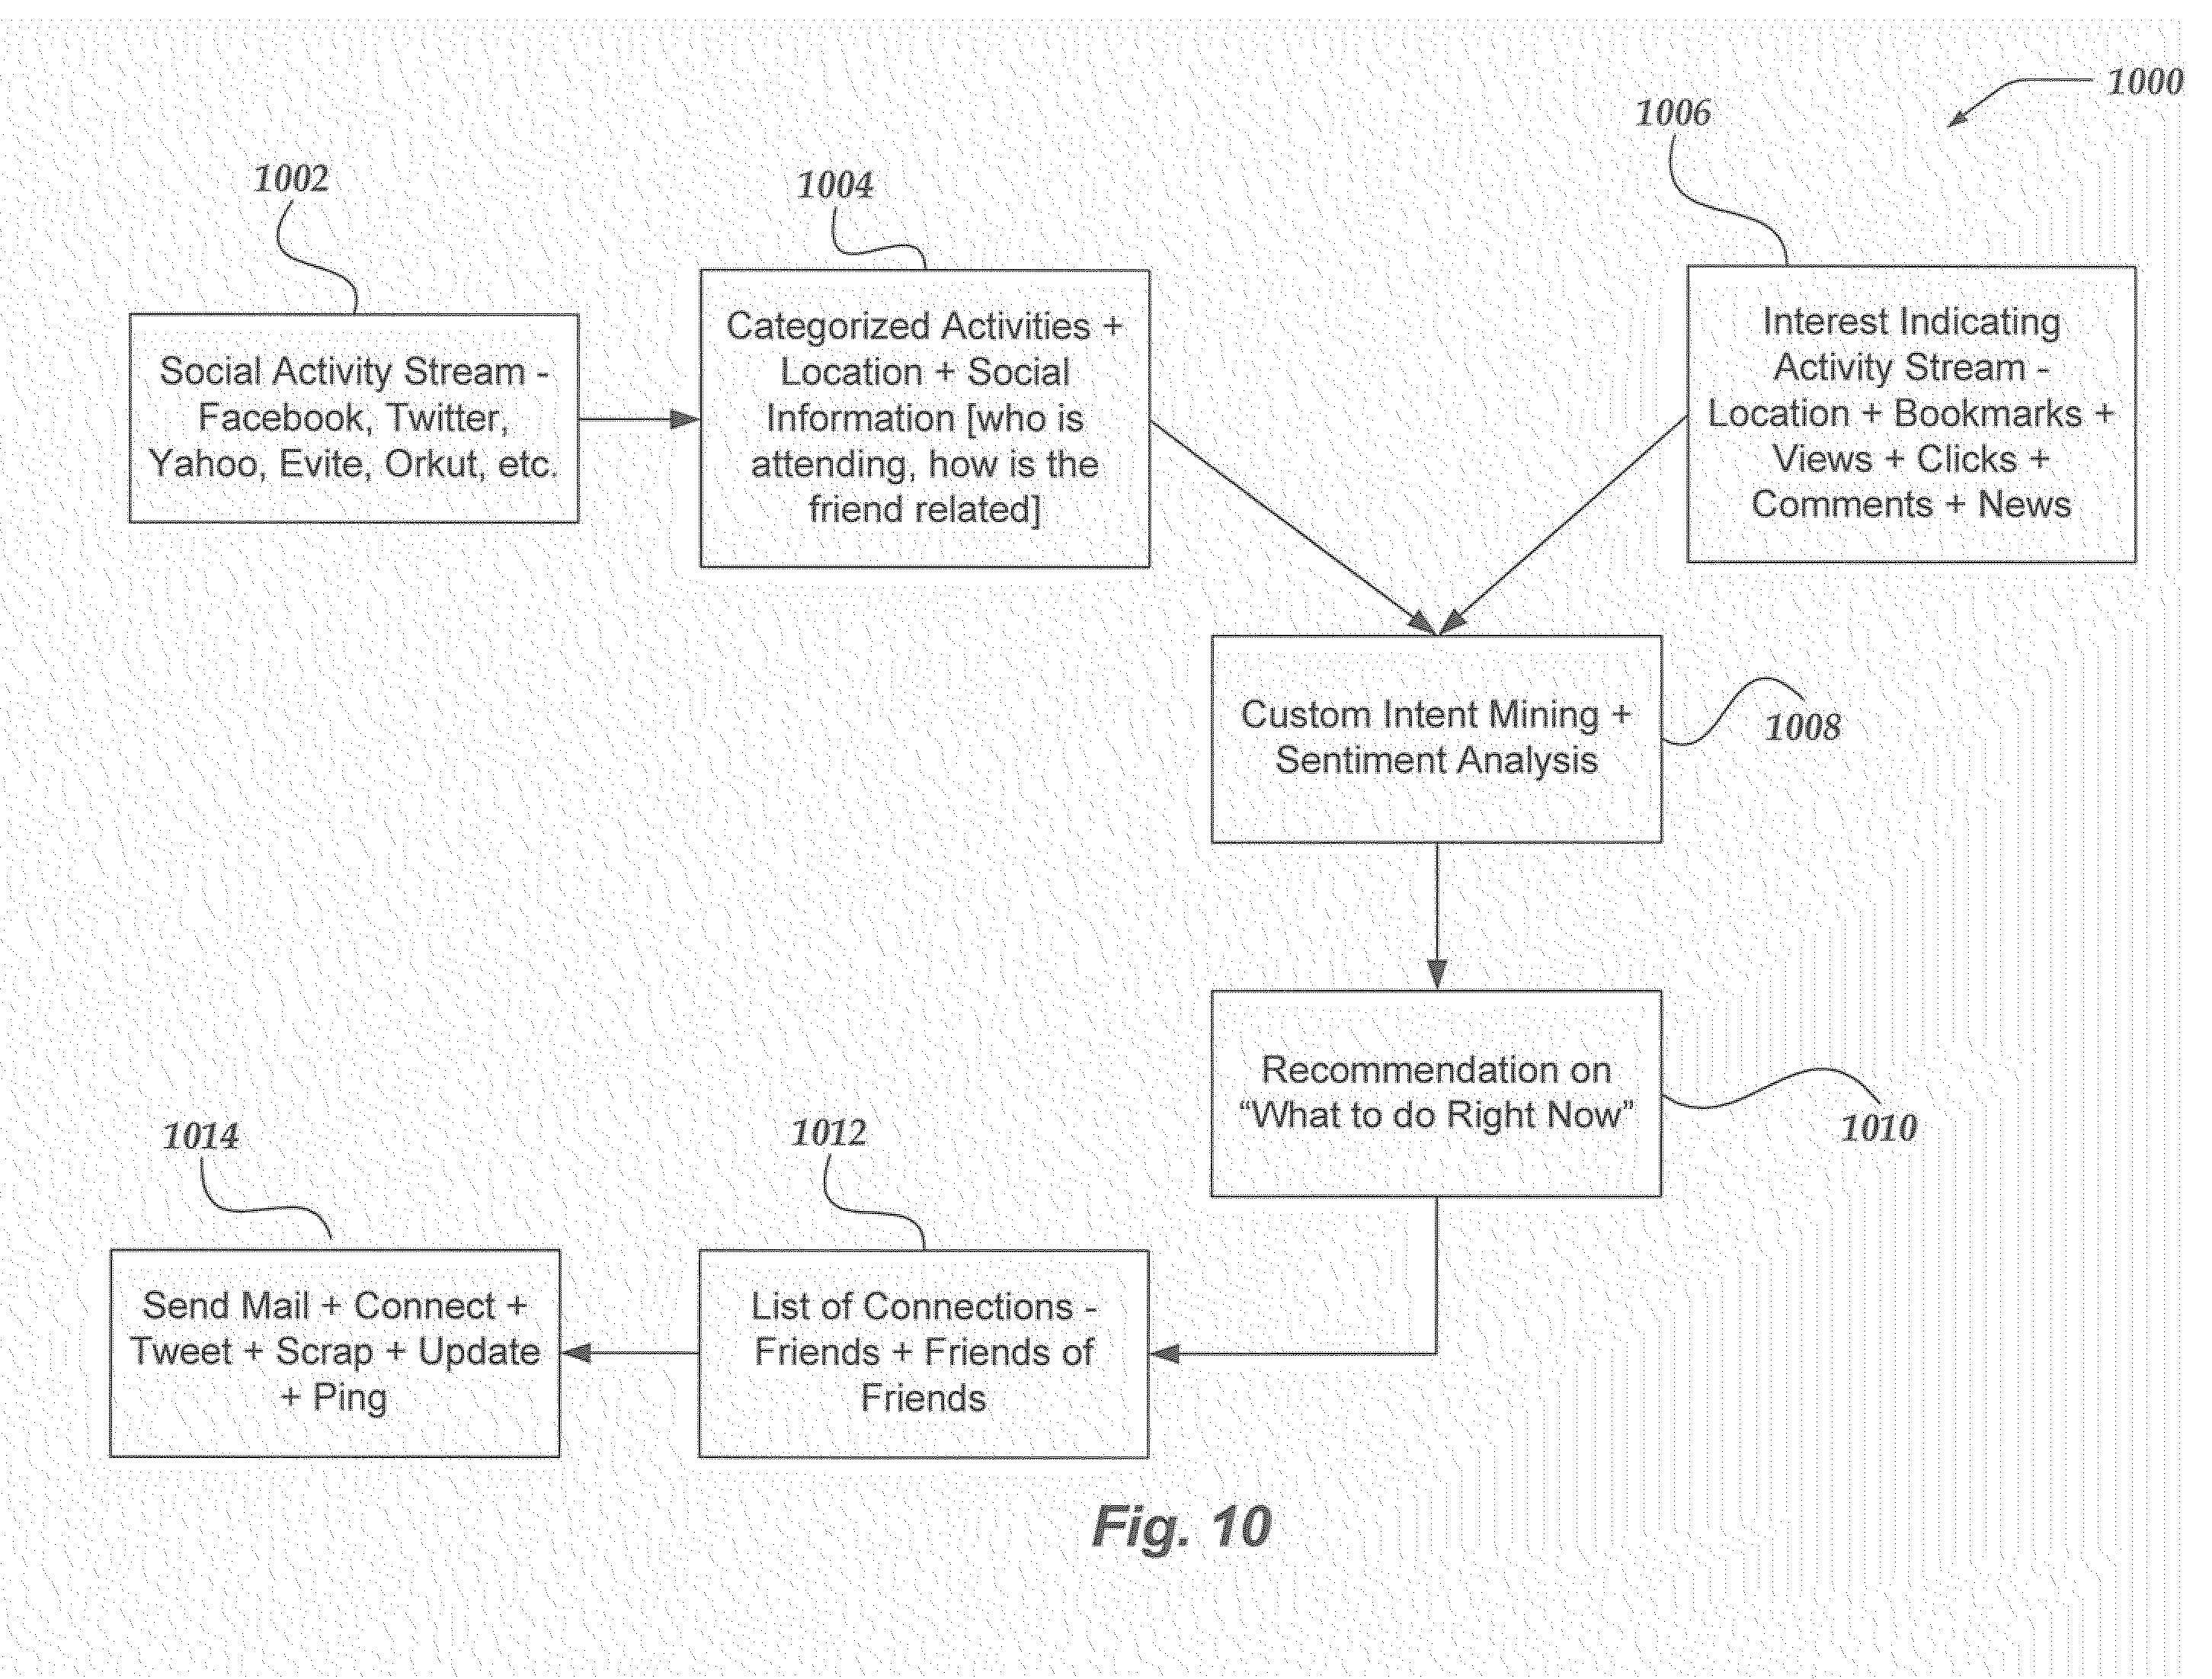 1000
1006
1002
1004
Social Activity Stream -
Facebook, Twitter,
Yahoo, Evite, Orkut, etc.
Categorized Activities +
Location + Social
Information [who is
attending, how is the
friend related]
Interest Indicating
Activity Stream -
Location + Bookmarks +
Views + Clicks +
Comments + News
Custom Intent Mining +
Sentiment Analysis
1008
Recommendation on
“What to do Right Now”
1010
1014
1012
Send Mail + Connect +
Tweet + Scrap + Update
+ Ping
List of Connections -
Friends + Friends of
Friends
Fig. 10